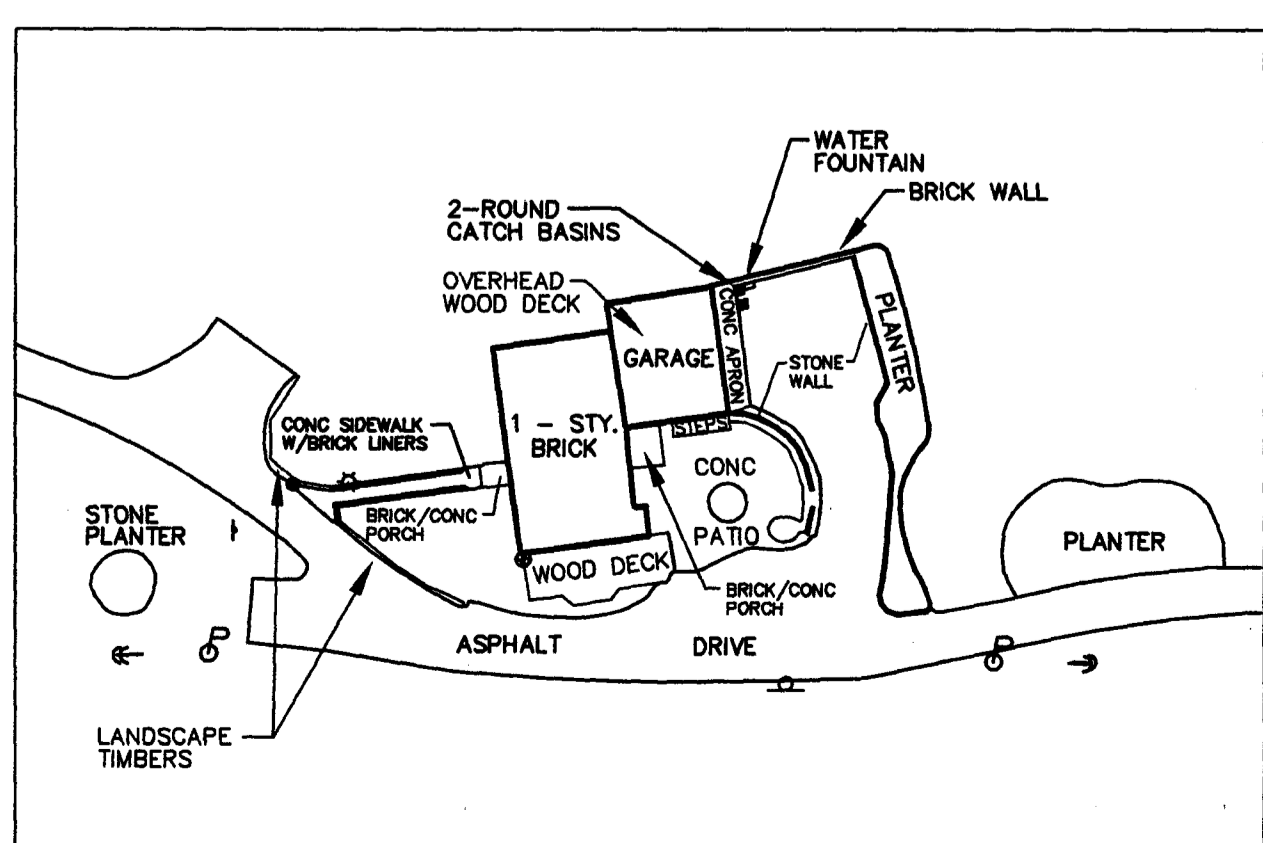 WATER
FOUNTAIN
BRICK WALL
2-ROUND
CATCH BASINS
OVERHEAD
WOOD DECK
CONC APRON
PLANTER
GARAGE
STONE
WALL
CONC SIDEWALK
W/BRICK LINERS
1 - STY.
BRICK
STEPS
CONC
PATIO
STONE
PLANTER
BRICK/CONC
PORCH
PLANTER
WOOD DECK
BRICK/CONC
PORCH
ASPHALT DRIVE
LANDSCAPE
TIMBERS